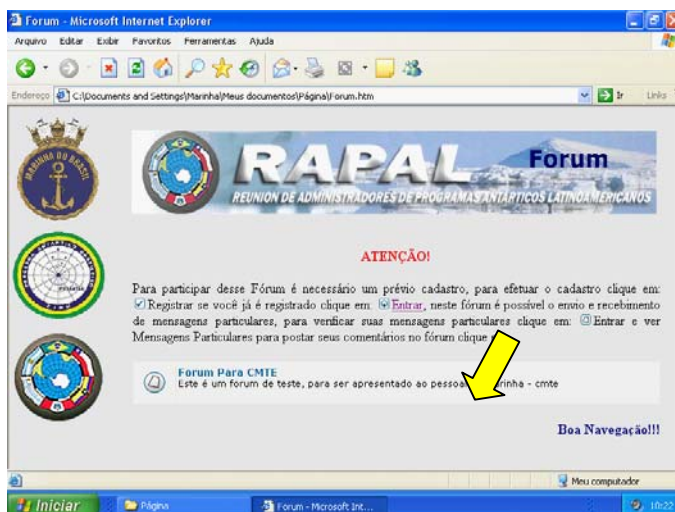 Forum - Microsoft Internet Explorer
Arquivo Editar Exibir Favoritos Ferramentas Ajuda
Endereço C:\Documents and Settings\Marinha\Meus documentos\Página\Forum.htm Ir Links
MARINHA DO BRASIL
RAPAL Forum
REUNION DE ADMINISTRADORES DE PROGRAMAS ANTÁRTICOS LATINOAMERICANOS
ATENÇÃO!
Para participar desse Fórum é necessário um prévio cadastro, para efetuar o cadastro clique em:
Registrar se você já é registrado clique em: Entrar, neste fórum é possível o envio e recebimento
de mensagens particulares, para verificar suas mensagens particulares clique em: Entrar e ver
Mensagens Particulares para postar seus comentários no fórum clique
Forum Para CMTE
Este é um forum de teste, para ser apresentado ao pessoa rinha - cmte
Boa Navegação!!!
Meu computador
Iniciar Página Forum - Microsoft Int... 10:22